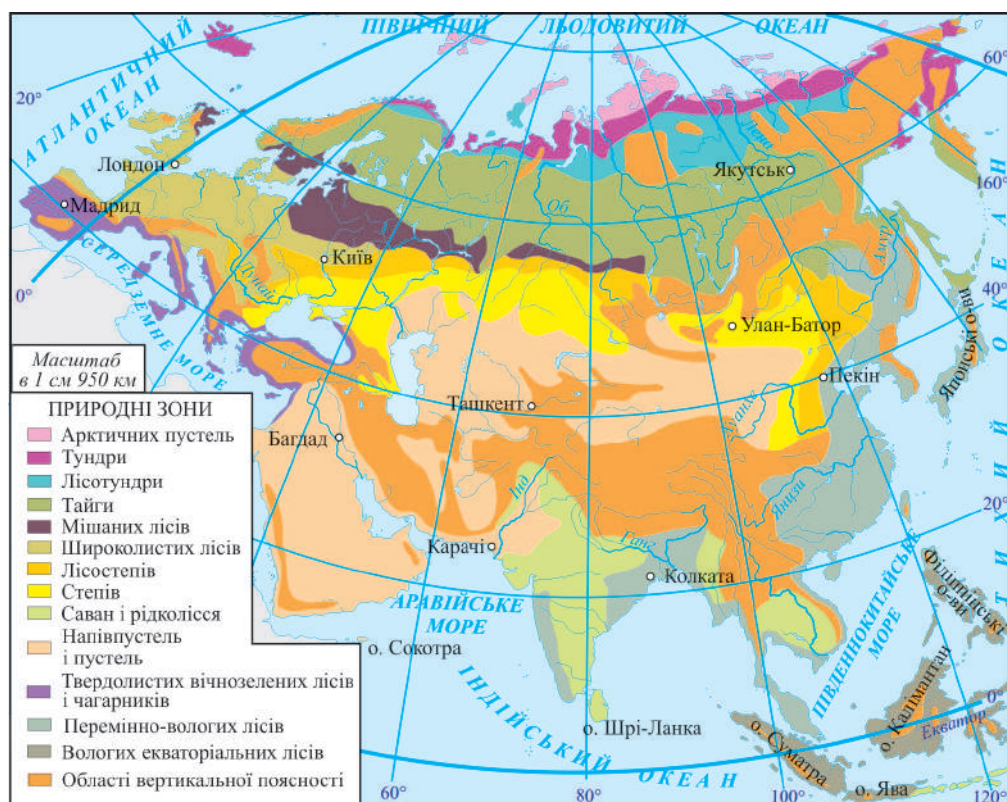 ПІВНІЧНИЙ ЛЬОДОВИТИЙ ОКЕАН
АТЛАНТИЧНИЙ
ОКЕАН
20°
0°
60°
160°
40°
20°
0°
Лондон
Мадрид
Київ
Дунай
Об
Лена
Якутськ
Амур
Улан-Батор
Пекін
Хуанхе
Янцзи
Ташкент
Багдад
Інд
Карачі
Ганг
Колката
СЕРЕДЗЕМНЕ МОРЕ
Японські о-ви
ТИХИЙ ОКЕАН
АРАВІЙСЬКЕ
МОРЕ
о. Сокотра
ІНДІЙСЬКИЙ ОКЕАН
о. Шрі-Ланка
ПІВДЕННОКИТАЙСЬКЕ
МОРЕ
Філіппінські
о-ви
о. Калімантан
Екватор
о. Суматра
о. Ява
60°
80°
100°
120°
Масштаб
в 1 см 950 км
ПРИРОДНІ ЗОНИ
Арктичних пустель
Тундри
Лісотундри
Тайги
Мішаних лісів
Широколистих лісів
Лісостепів
Степів
Саван і рідколісся
Напівпустель
і пустель
Твердолистих вічнозелених лісів
і чагарників
Перемінно-вологих лісів
Вологих екваторіальних лісів
Області вертикальної поясності